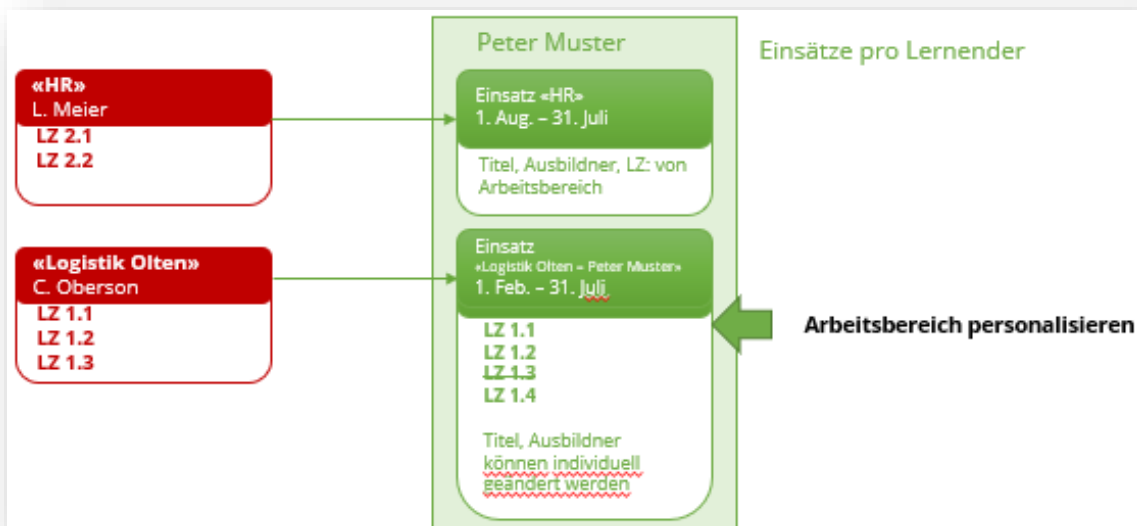 Peter Muster
Einsätze pro Lernender
«HR»
L. Meier
LZ 2.1
LZ 2.2
Einsatz «HR»
1. Aug. – 31. Juli
Titel, Ausbildner, LZ: von
Arbeitsbereich
«Logistik Olten»
C. Oberson
LZ 1.1
LZ 1.2
LZ 1.3
Einsatz
«Logistik Olten – Peter Muster»
1. Feb. – 31. Juli
LZ 1.1
LZ 1.2
LZ 1.3
LZ 1.4
Titel, Ausbildner
können individuell
geändert werden
Arbeitsbereich personalisieren